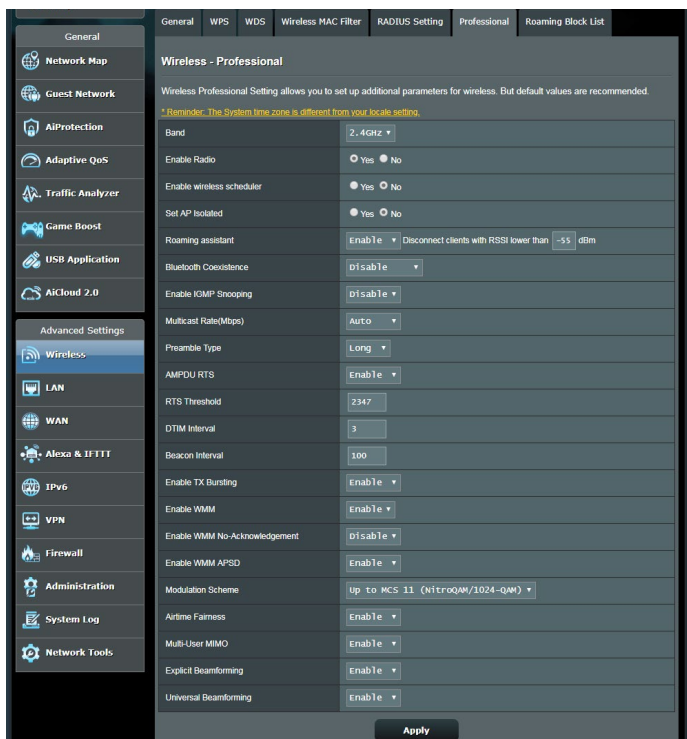 General WPS WDS Wireless MAC Filter RADIUS Setting Professional Roaming Block List
General
Network Map
Guest Network
AiProtection
Adaptive QoS
Traffic Analyzer
Game Boost
USB Application
AiCloud 2.0
Advanced Settings
Wireless
LAN
WAN
Alexa & IFTTT
IPv6
VPN
Firewall
Administration
System Log
Network Tools
Wireless - Professional
Wireless Professional Setting allows you to set up additional parameters for wireless. But default values are recommended.
* Reminder: The System time zone is different from your locale setting.
Band 2.4GHz
Enable Radio Yes No
Enable wireless scheduler Yes No
Set AP Isolated Yes No
Roaming assistant Enable Disconnect clients with RSSI lower than -55 dBm
Bluetooth Coexistence Disable
Enable IGMP Snooping Disable
Multicast Rate(Mbps) Auto
Preamble Type Long
AMPDU RTS Enable
RTS Threshold 2347
DTIM Interval 3
Beacon Interval 100
Enable TX Bursting Enable
Enable WMM Enable
Enable WMM No-Acknowledgement Disable
Enable WMM APSD Enable
Modulation Scheme Up to MCS 11 (NitroQAM/1024-QAM)
Airtime Fairness Enable
Multi-User MIMO Enable
Explicit Beamforming Enable
Universal Beamforming Enable
Apply